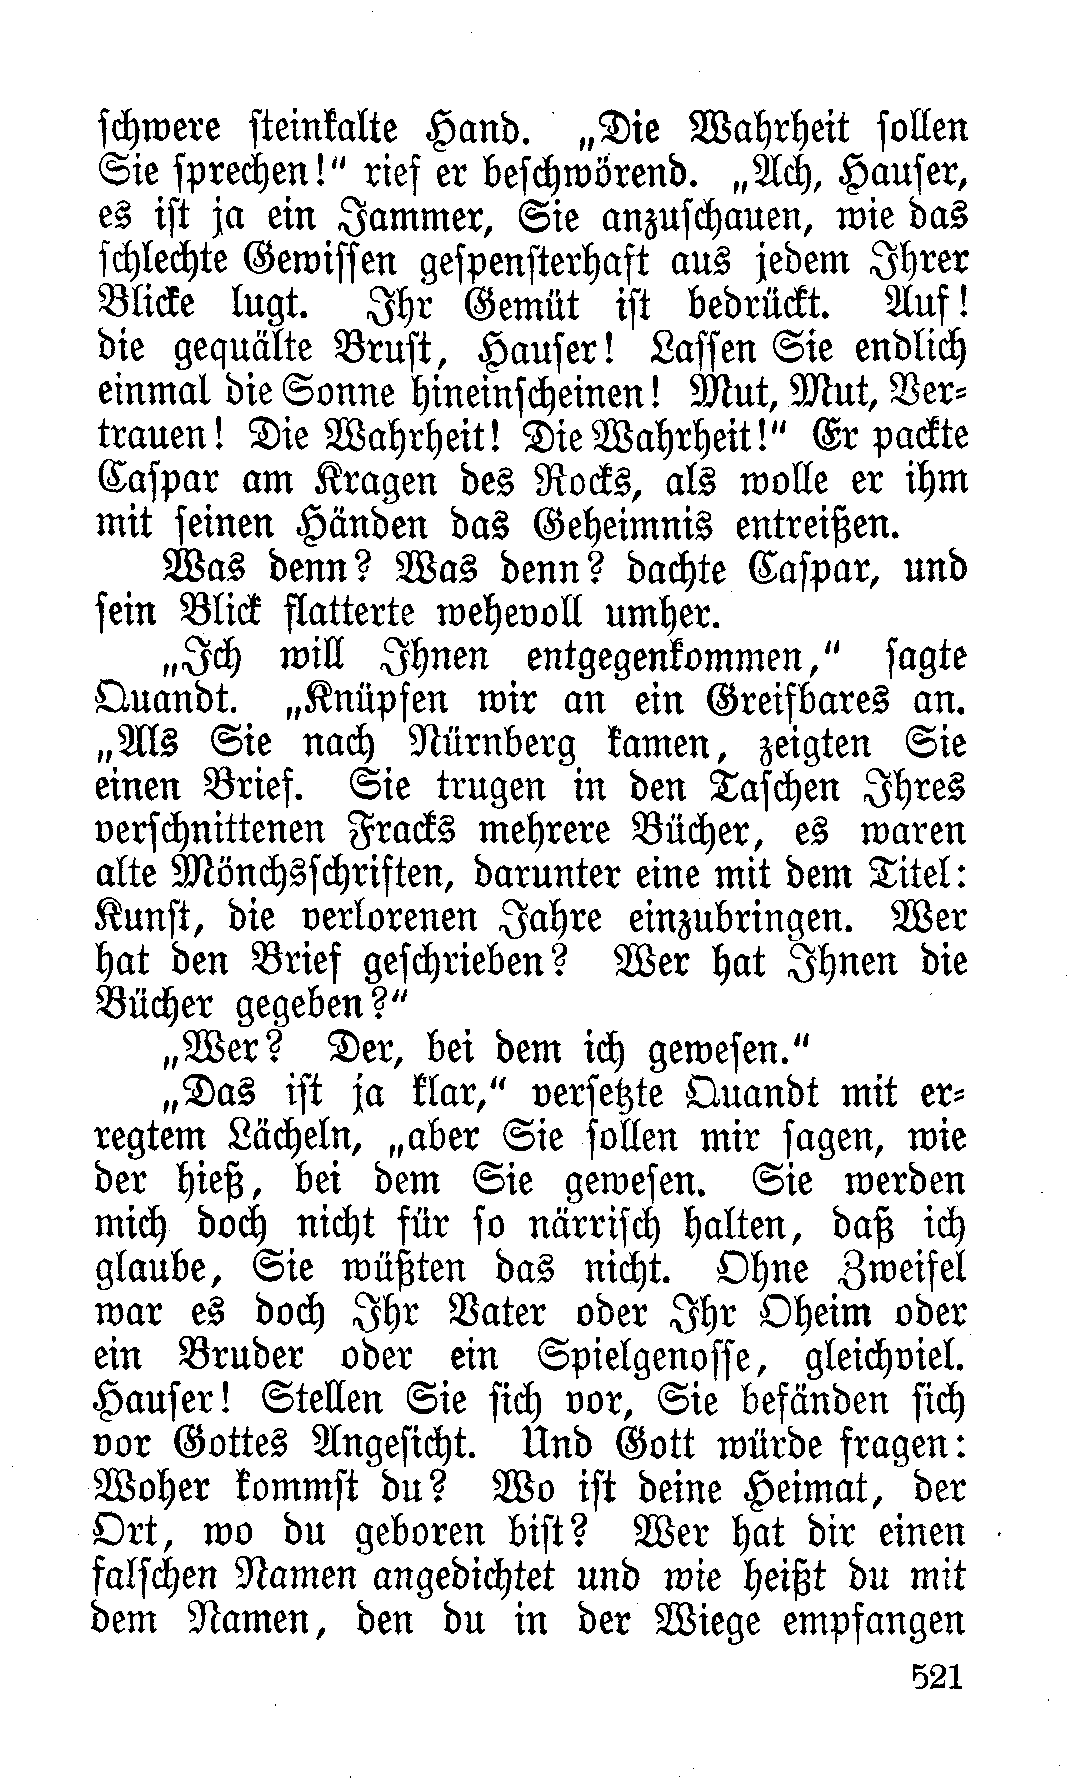 schwere steinkalte Hand. „Die Wahrheit sollen
Sie sprechen!" rief er beschwörend. „Ach, Hauser,
es ist ja ein Jammer, Sie anzuschauen, wie das
schlechte Gewissen gespensterhaft aus jedem Ihrer
Blicke lugt. Ihr Gemüt ist bedrückt. Auf!
die gequälte Brust, Hauser! Lassen Sie endlich
einmal die Sonne hineinscheinen! Mut, Mut, Ver-
trauen! Die Wahrheit! Die Wahrheit!" Er packte
Caspar am Kragen des Rocks, als wolle er ihm
mit seinen Händen das Geheimnis entreißen.
Was denn? Was denn? dachte Caspar, und
sein Blick flatterte wehevoll umher.
„Ich will Ihnen entgegenkommen," sagte
Quandt. „Knüpfen wir an ein Greifbares an.
„Als Sie nach Nürnberg kamen, zeigten Sie
einen Brief. Sie trugen in den Taschen Ihres
verschnittenen Fracks mehrere Bücher, es waren
alte Mönchsschriften, darunter eine mit dem Titel:
Kunst, die verlorenen Jahre einzubringen. Wer
hat den Brief geschrieben? Wer hat Ihnen die
Bücher gegeben?"
„Wer? Der, bei dem ich gewesen."
„Das ist ja klar," versetzte Quandt mit er-
regtem Lächeln, „aber Sie sollen mir sagen, wie
der hieß, bei dem Sie gewesen. Sie werden
mich doch nicht für so närrisch halten, daß ich
glaube, Sie wüßten das nicht. Ohne Zweifel
war es doch Ihr Vater oder Ihr Oheim oder
ein Bruder oder ein Spielgenosse, gleichviel.
Hauser! Stellen Sie sich vor, Sie befänden sich
vor Gottes Angesicht. Und Gott würde fragen:
Woher kommst du? Wo ist deine Heimat, der
Ort, wo du geboren bist? Wer hat dir einen
falschen Namen angedichtet und wie heißt du mit
dem Namen, den du in der Wiege empfangen
521